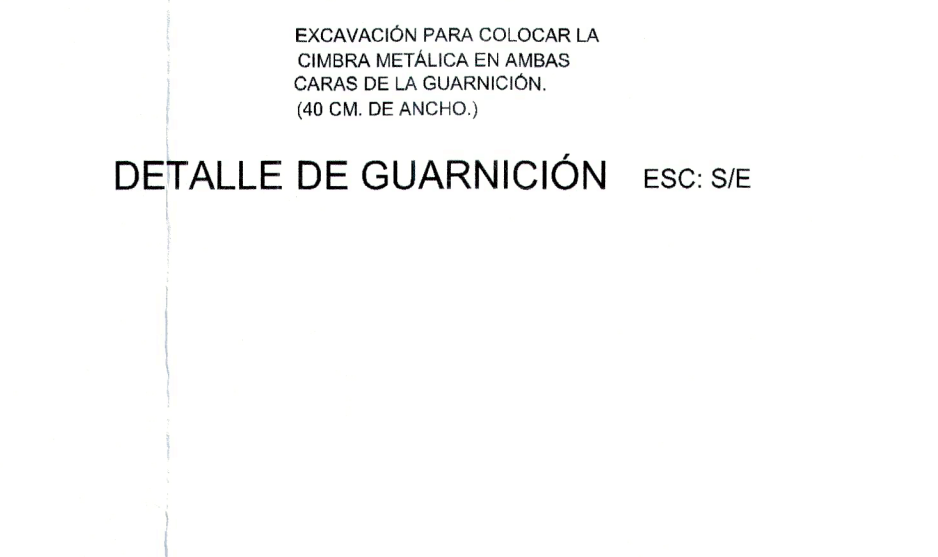 EXCAVACIÓN PARA COLOCAR LA
CIMBRA METÁLICA EN AMBAS
CARAS DE LA GUARNICIÓN.
(40 CM. DE ANCHO.)
DETALLE DE GUARNICIÓN ESC: S/E